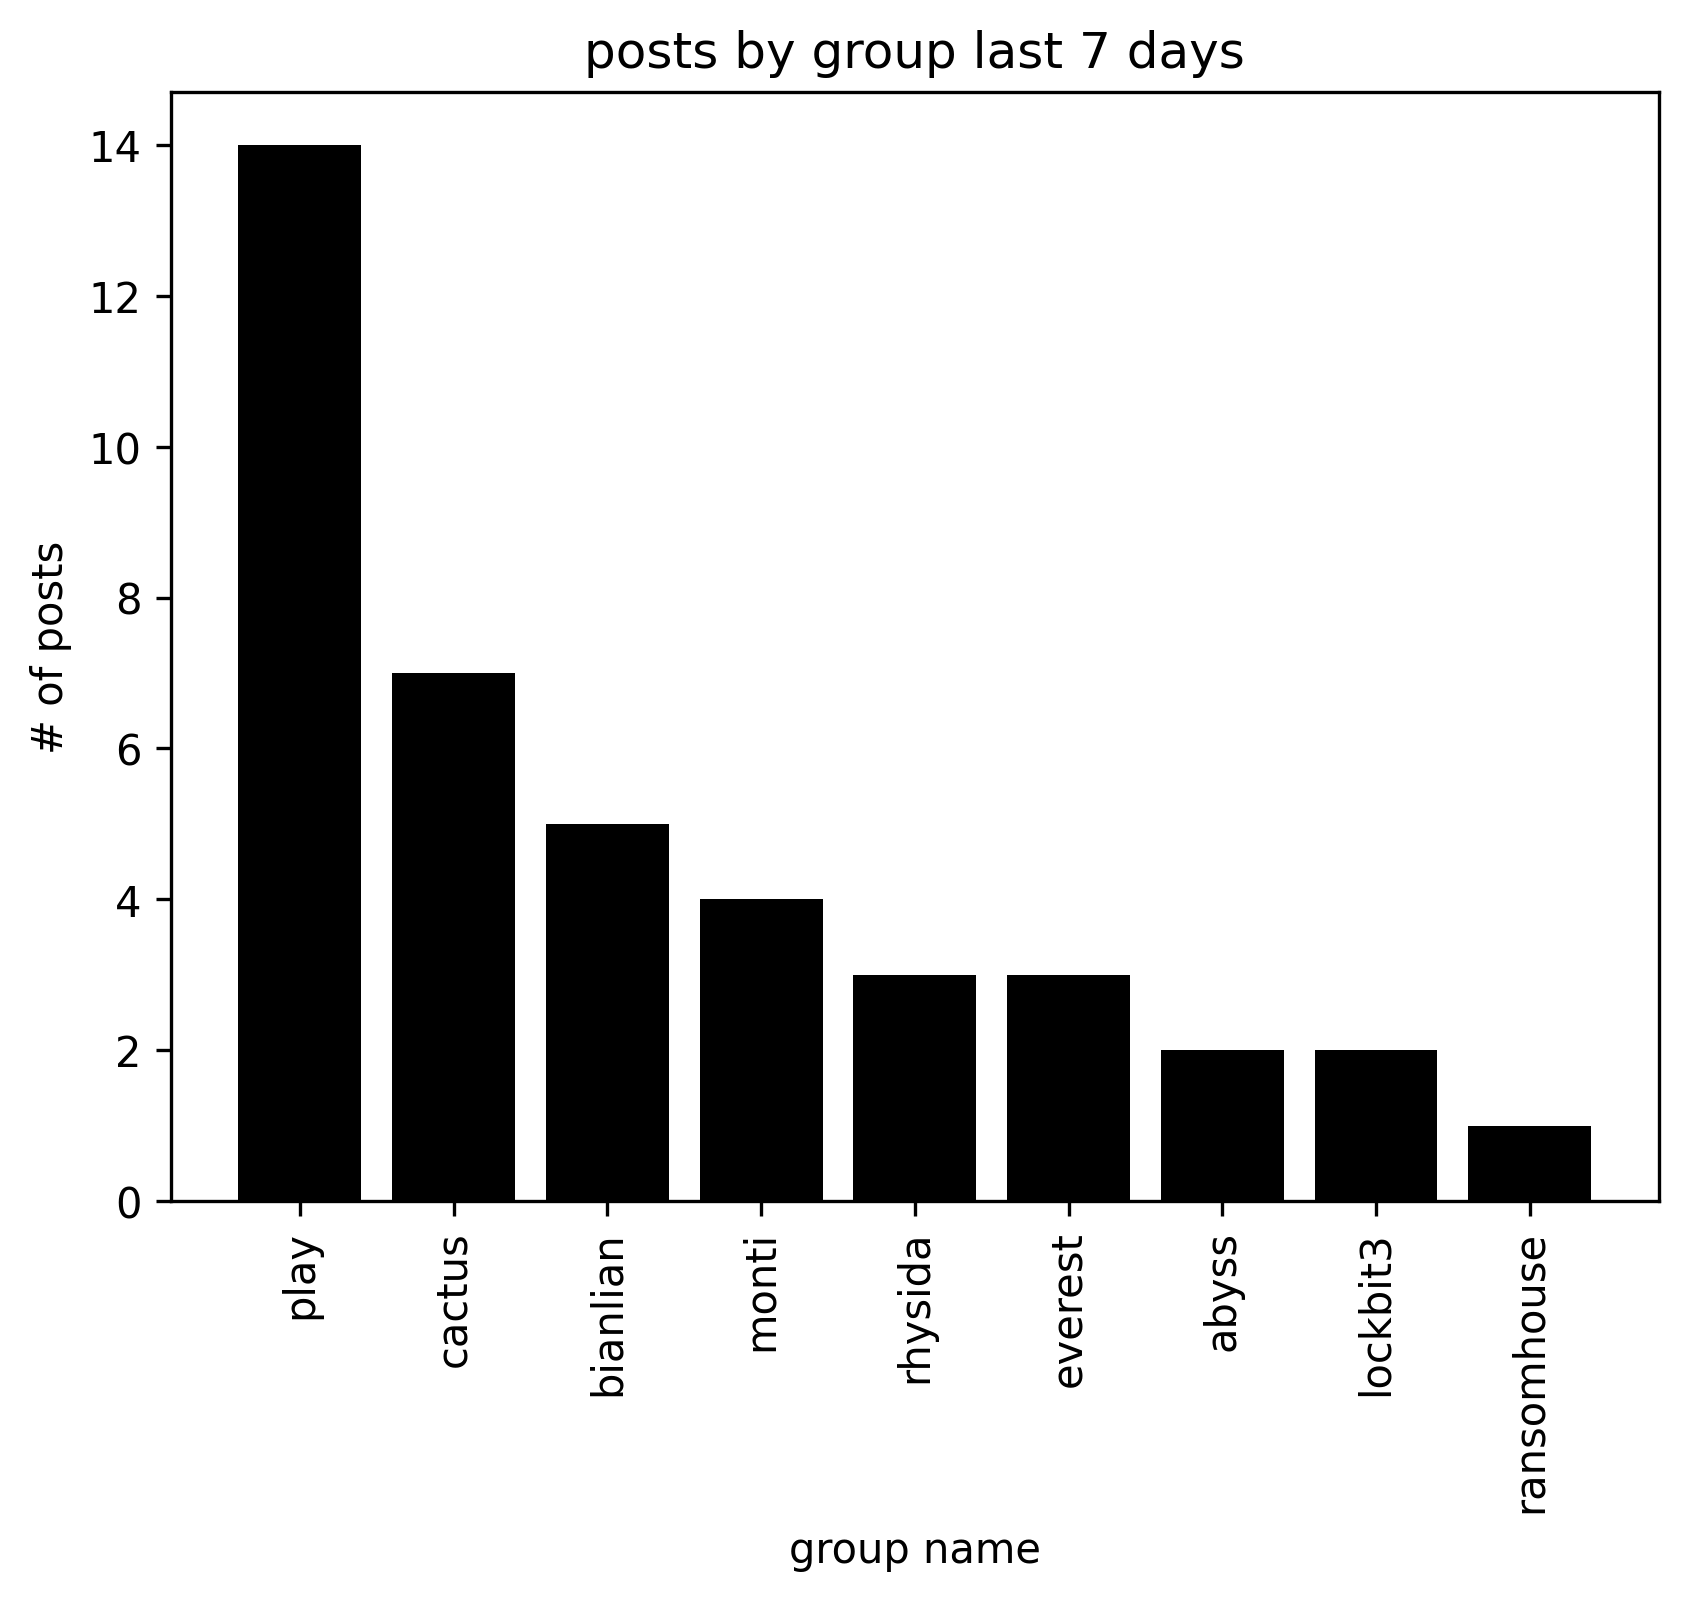 posts by group last 7 days
# of posts
14
12
10
8
6
4
2
0
play
cactus
bianlian
monti
rhysida
everest
abyss
lockbit3
ransomhouse
group name